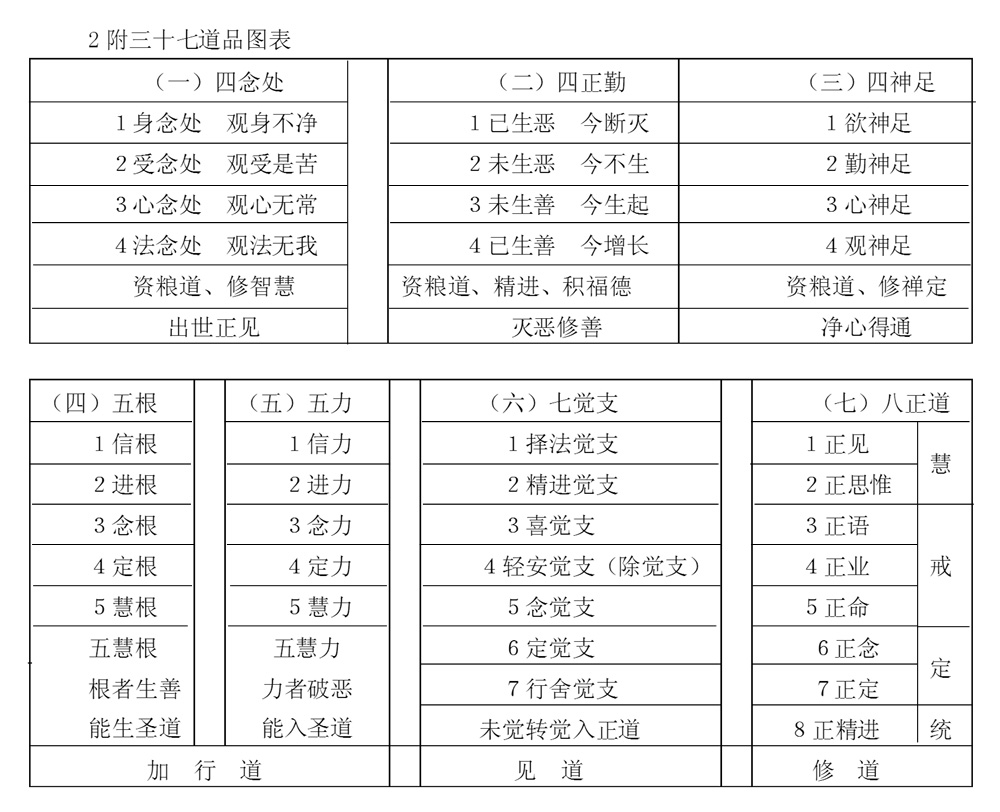 2 附三十七道品图表
（一）四念处　（二）四正勤　（三）四神足
1 身念处　观身不净　1 已生恶　今断灭　1 欲神足
2 受念处　观受是苦　2 未生恶　今不生　2 勤神足
3 心念处　观心无常　3 未生善　今生起　3 心神足
4 法念处　观法无我　4 已生善　今增长　4 观神足
资粮道、修智慧　资粮道、精进、积福德　资粮道、修禅定
出世正见　灭恶修善　净心得通
（四）五根　（五）五力　（六）七觉支　（七）八正道
1 信根　1 信力　1 择法觉支　1 正见　慧
2 进根　2 进力　2 精进觉支　2 正思惟
3 念根　3 念力　3 喜觉支　3 正语
4 定根　4 定力　4 轻安觉支（除觉支）　4 正业　戒
5 慧根　5 慧力　5 念觉支　5 正命
五慧根　五慧力　6 定觉支　6 正念　定
根者生善　力者破恶　7 行舍觉支　7 正定
能生圣道　能入圣道　未觉转觉入正道　8 正精进　统
加　行　道　见　道　修　道